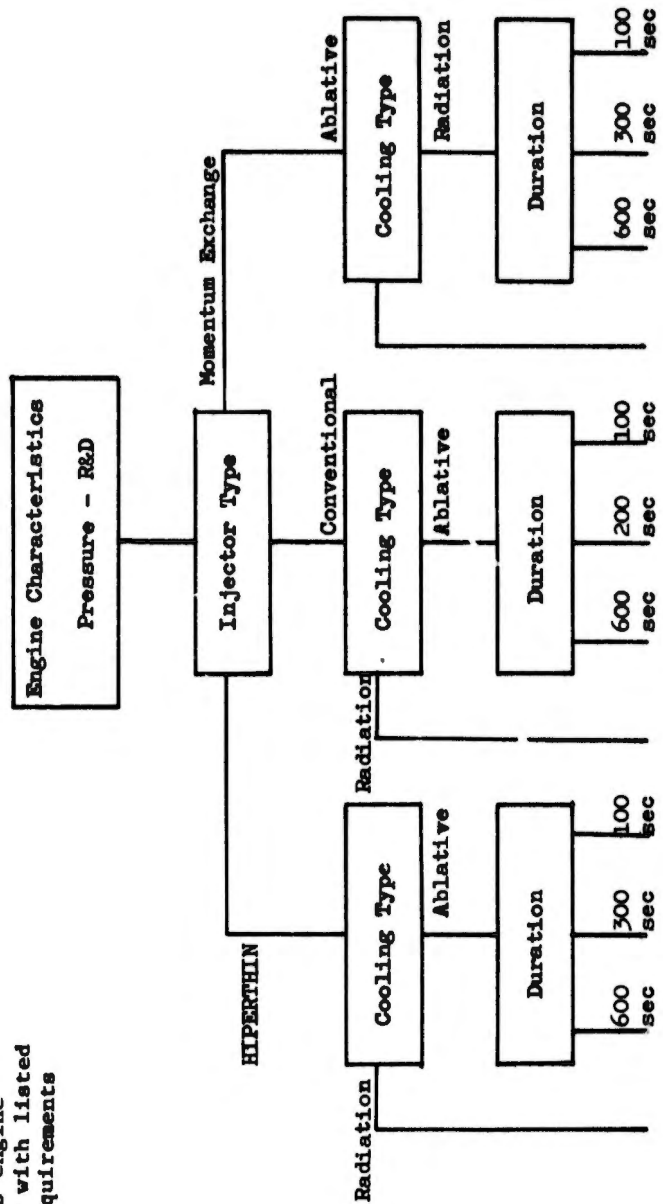 engine
with listed
quirements
Engine Characteristics
Pressure - R&D
Injector Type
HIPERTHIN
Conventional
Momentum Exchange
Radiation
Cooling Type
Ablative
Duration
600 sec
300 sec
100 sec
Radiation
Cooling Type
Ablative
Duration
600 sec
200 sec
100 sec
Ablative
Cooling Type
Radiation
Duration
600 sec
300 sec
100 sec